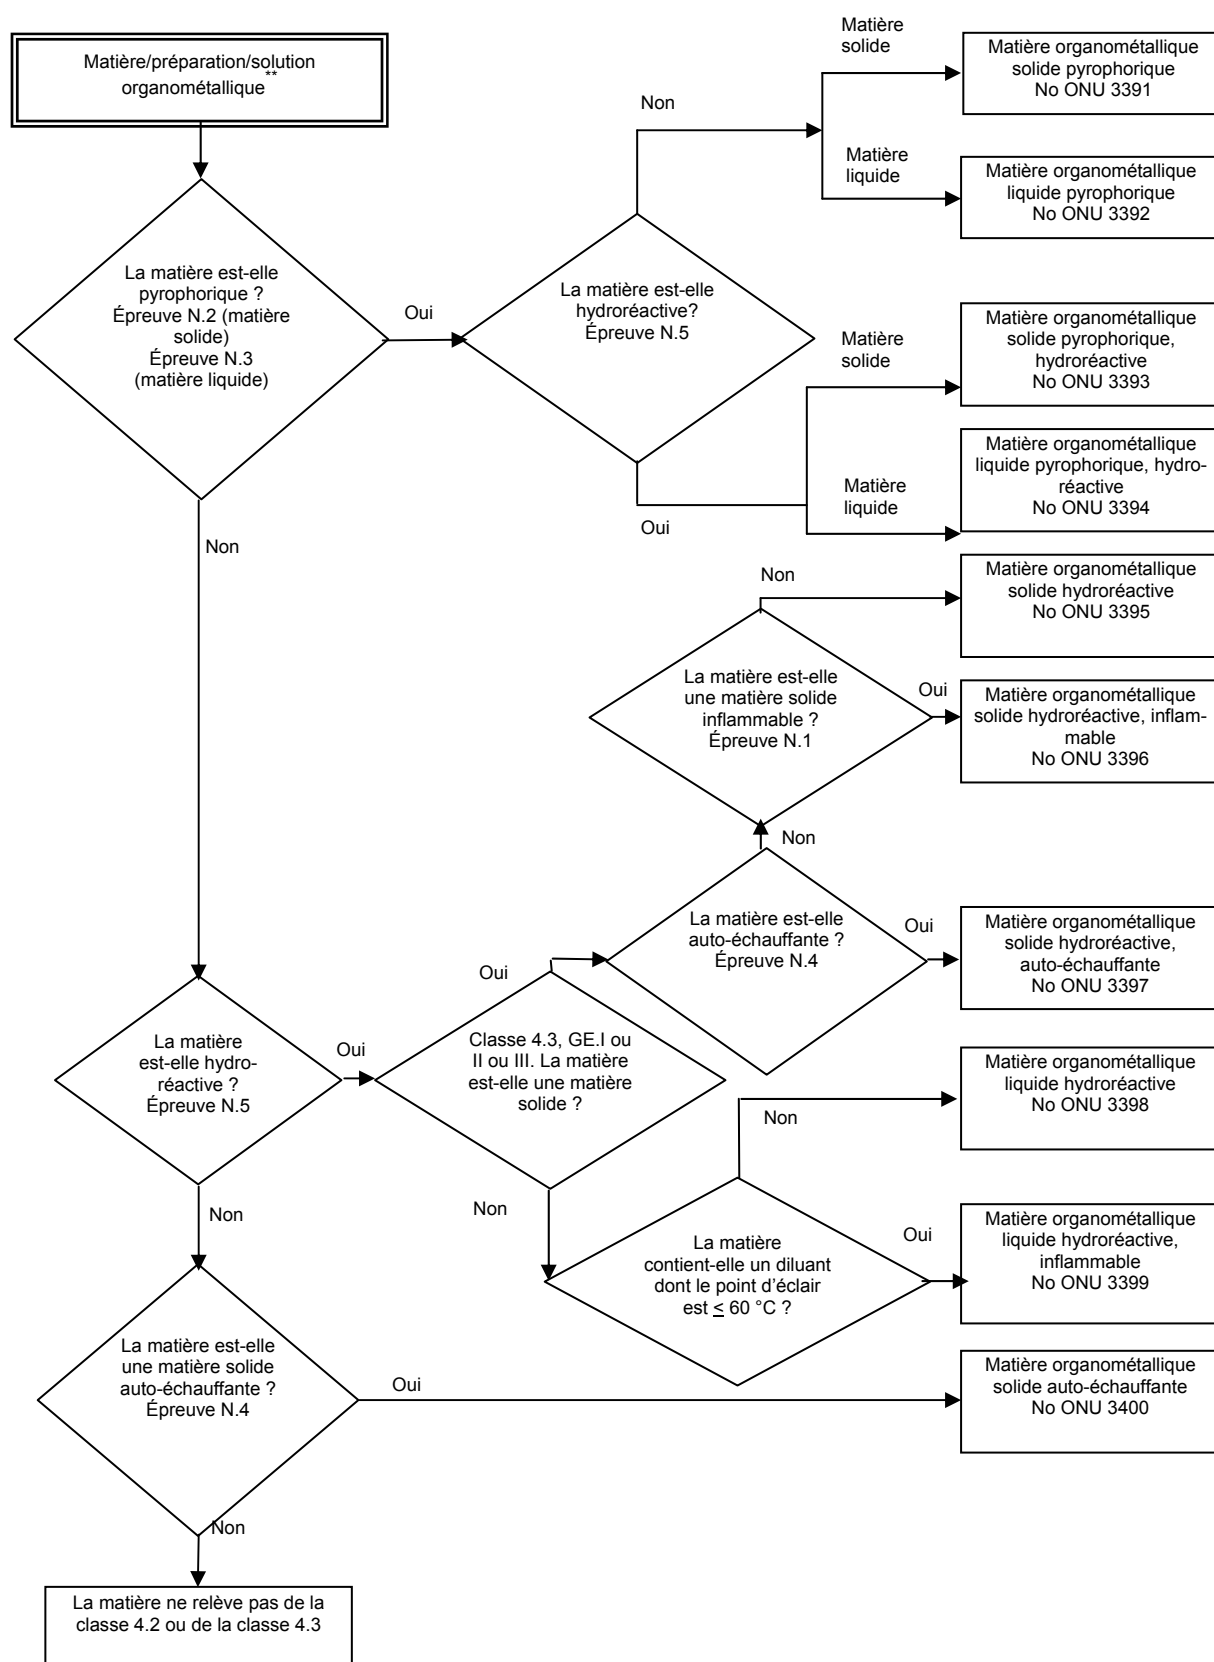 Matière/préparation/solution
organométallique**
Matière
solide
Matière organométallique
solide pyrophorique
No ONU 3391
Non
Matière
liquide
Matière organométallique
liquide pyrophorique
No ONU 3392
La matière est-elle
pyrophorique ?
Épreuve N.2 (matière
solide)
Épreuve N.3
(matière liquide)
Oui
La matière est-elle
hydroréactive?
Épreuve N.5
Matière
solide
Matière organométallique
solide pyrophorique,
hydroréactive
No ONU 3393
Matière
liquide
Matière organométallique
liquide pyrophorique, hydro-
réactive
No ONU 3394
Oui
Non
Non
Matière organométallique
solide hydroréactive
No ONU 3395
La matière est-elle
une matière solide
inflammable ?
Épreuve N.1
Oui
Matière organométallique
solide hydroréactive, inflam-
mable
No ONU 3396
Non
La matière est-elle
auto-échauffante ?
Épreuve N.4
Oui
Matière organométallique
solide hydroréactive,
auto-échauffante
No ONU 3397
Oui
La matière
est-elle hydro-
réactive ?
Épreuve N.5
Oui
Classe 4.3, GE.I ou
II ou III. La matière
est-elle une matière
solide ?
Matière organométallique
liquide hydroréactive
No ONU 3398
Non
Non
Non
La matière
contient-elle un diluant
dont le point d’éclair
est ≤ 60 °C ?
Oui
Matière organométallique
liquide hydroréactive,
inflammable
No ONU 3399
La matière est-elle
une matière solide
auto-échauffante ?
Épreuve N.4
Oui
Matière organométallique
solide auto-échauffante
No ONU 3400
Non
La matière ne relève pas de la
classe 4.2 ou de la classe 4.3